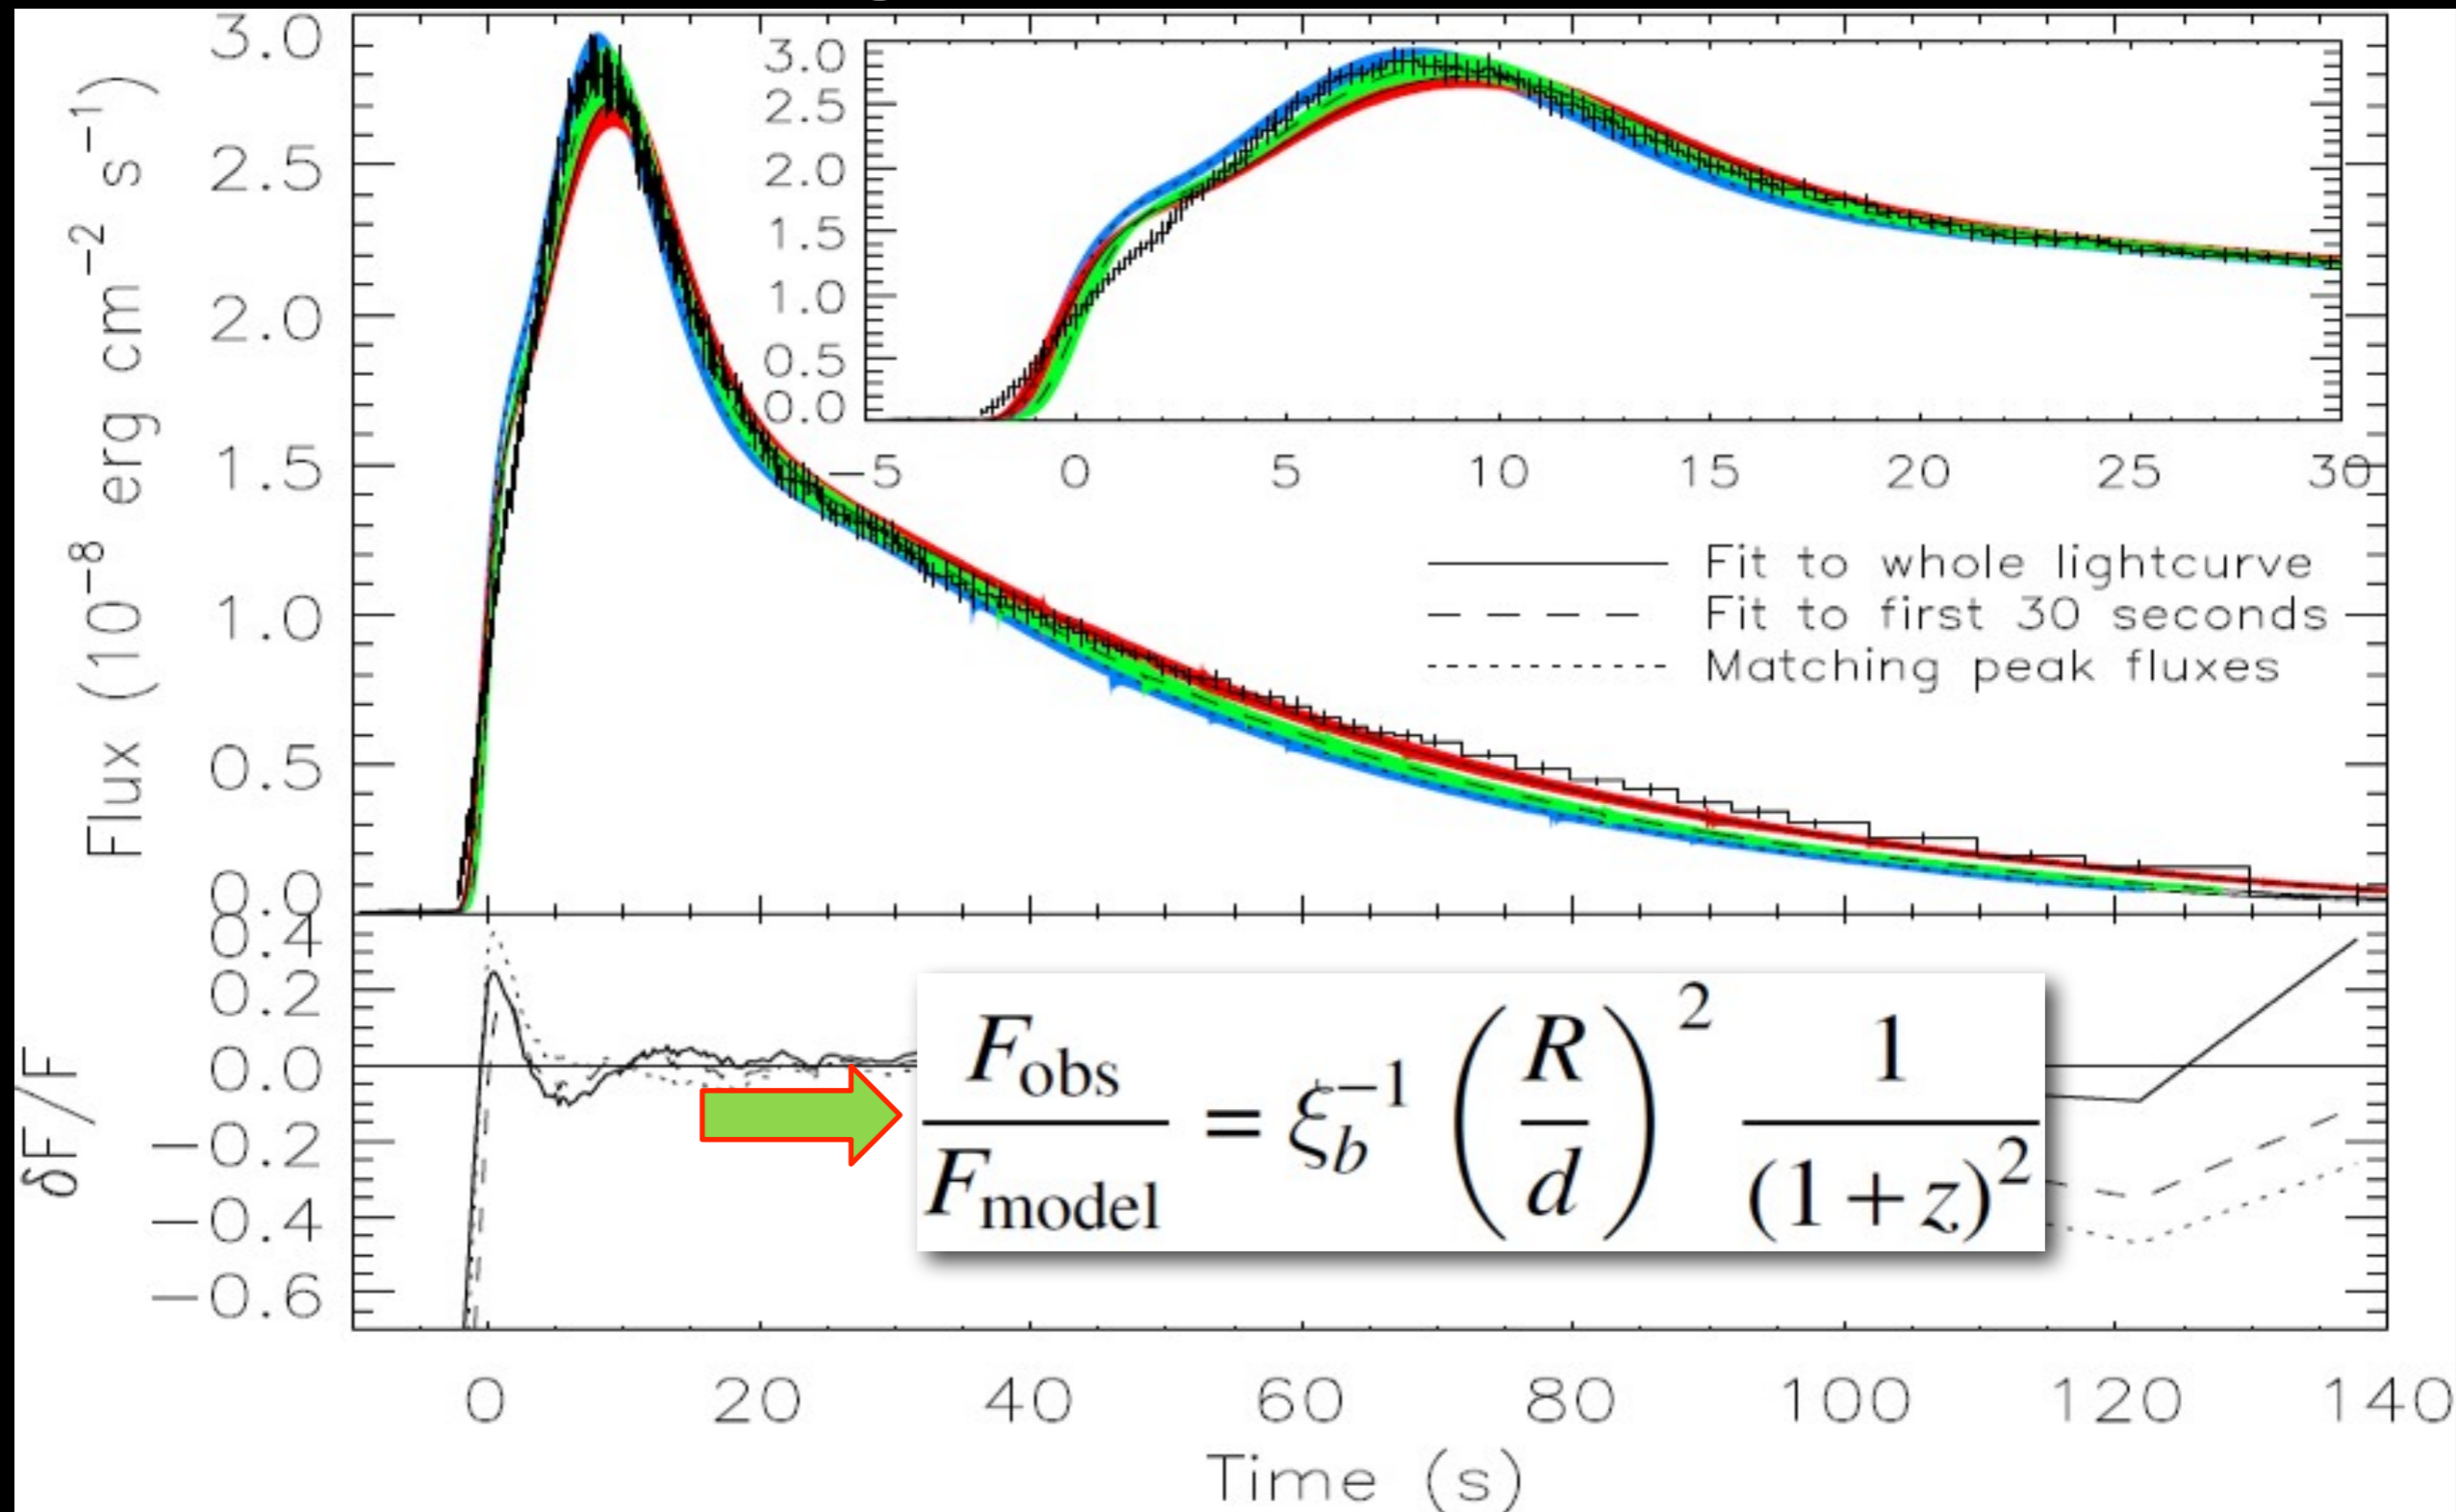 Flux (10⁻⁸ erg cm⁻² s⁻¹)
3.0
2.5
2.0
1.5
1.0
0.5
0.0
3.0
2.5
2.0
1.5
1.0
0.5
0.0
−5 0 5 10 15 20 25 30
Fit to whole lightcurve
Fit to first 30 seconds
Matching peak fluxes
δF/F
0.4
0.2
0.0
−0.2
−0.4
−0.6
F_obs / F_model = ξ_b⁻¹ (R/d)² 1/(1+z)²
0 20 40 60 80 100 120 140
Time (s)